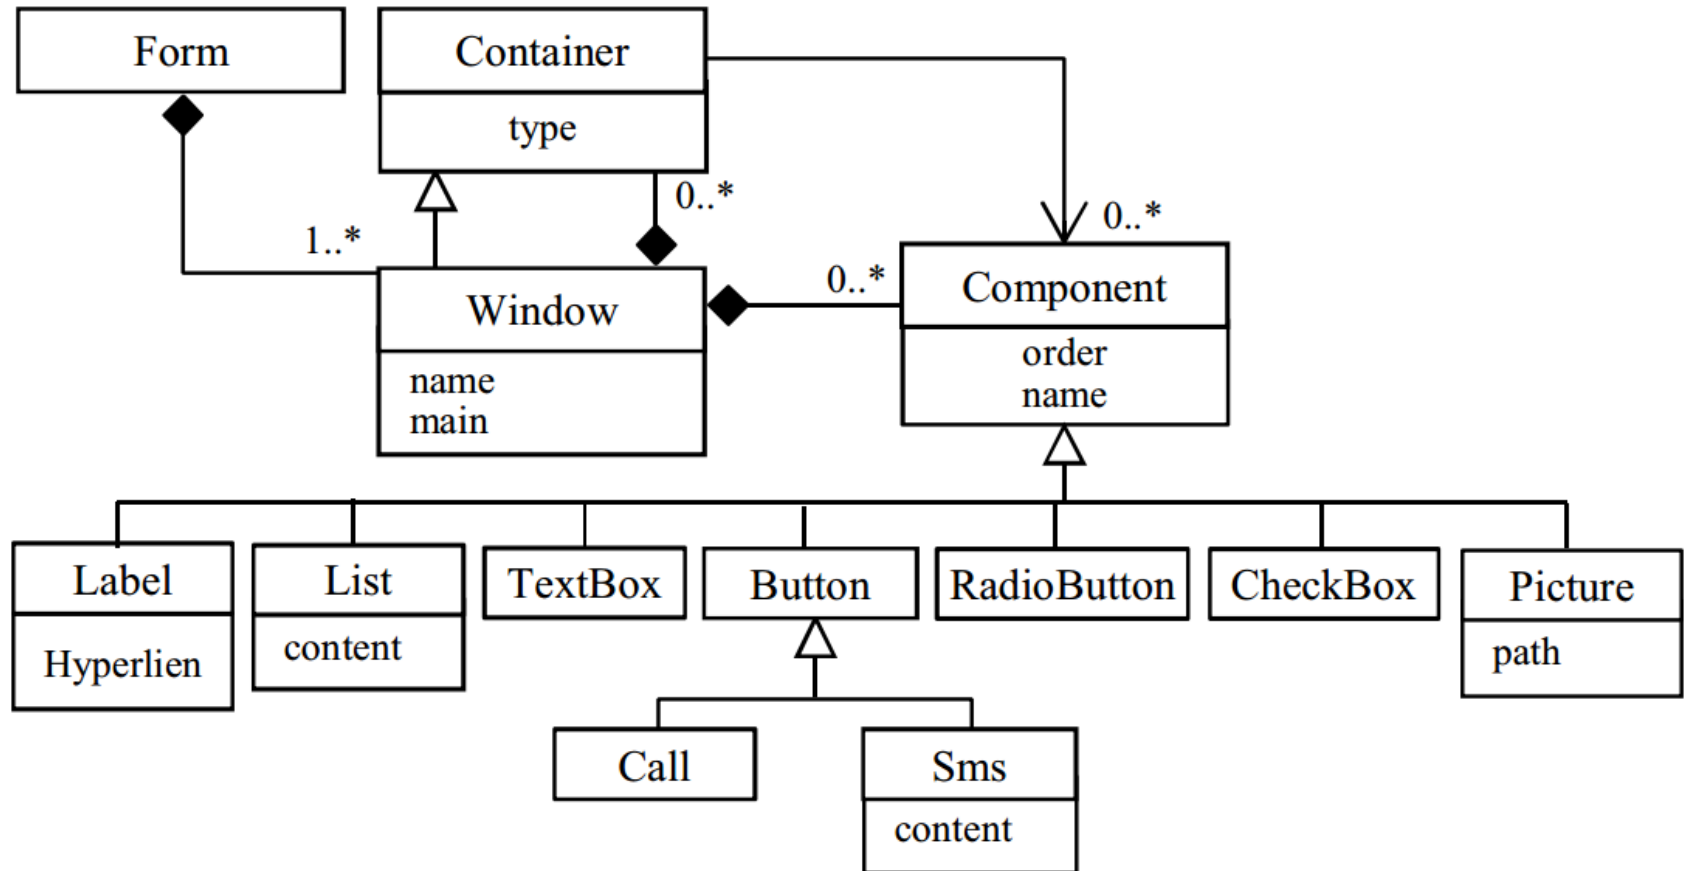 Form
Container
type
0..*
1..*
0..*
Window
name
main
0..*
Component
order
name
Label
Hyperlien
List
content
TextBox
Button
RadioButton
CheckBox
Picture
path
Call
Sms
content